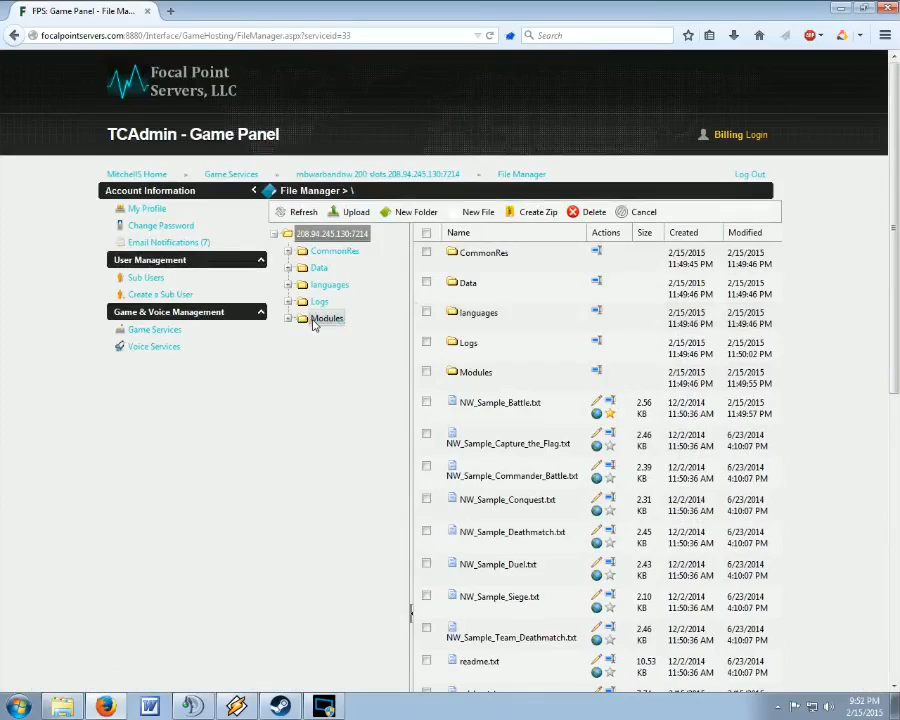 FPS: Game Panel - File Ma...
focalpointservers.com:8880/Interface/GameHosting/FileManager.aspx?serviceid=33
Search
Focal Point
Servers, LLC
TCAdmin - Game Panel
Billing Login
MitchellS Home » Game Services » mbwarbandnw 200 slots.208.94.245.130:7214 » File Manager
Log Out
Account Information
File Manager > \
My Profile
Change Password
Email Notifications (7)
User Management
Sub Users
Create a Sub User
Game & Voice Management
Game Services
Voice Services
Refresh Upload New Folder New File Create Zip Delete Cancel
208.94.245.130:7214
CommonRes
Data
languages
Logs
Modules
Name Actions Size Created Modified
CommonRes 2/15/2015 2/15/2015
11:49:45 PM 11:49:45 PM
Data 2/15/2015 2/15/2015
11:49:45 PM 11:49:45 PM
languages 2/15/2015 2/15/2015
11:49:46 PM 11:49:46 PM
Logs 2/15/2015 2/15/2015
11:49:46 PM 11:50:02 PM
Modules 2/15/2015 2/15/2015
11:49:46 PM 11:49:55 PM
NW_Sample_Battle.txt 2.56 12/2/2014 2/15/2015
KB 11:50:36 AM 11:49:57 PM
2.46 12/2/2014 6/23/2014
NW_Sample_Capture_the_Flag.txt KB 11:50:36 AM 4:10:07 PM
2.39 12/2/2014 6/23/2014
NW_Sample_Commander_Battle.txt KB 11:50:36 AM 4:10:07 PM
NW_Sample_Conquest.txt 2.31 12/2/2014 6/23/2014
KB 11:50:36 AM 4:10:07 PM
NW_Sample_Deathmatch.txt 2.45 12/2/2014 6/23/2014
KB 11:50:36 AM 4:10:07 PM
NW_Sample_Duel.txt 2.43 12/2/2014 6/23/2014
KB 11:50:36 AM 4:10:07 PM
NW_Sample_Siege.txt 2.10 12/2/2014 6/23/2014
KB 11:50:36 AM 4:10:07 PM
2.46 12/2/2014 6/23/2014
NW_Sample_Team_Deathmatch.txt KB 11:50:36 AM 4:10:07 PM
readme.txt 10.53 12/2/2014 6/23/2014
KB 11:50:36 AM 4:10:07 PM
9:52 PM
2/15/2015